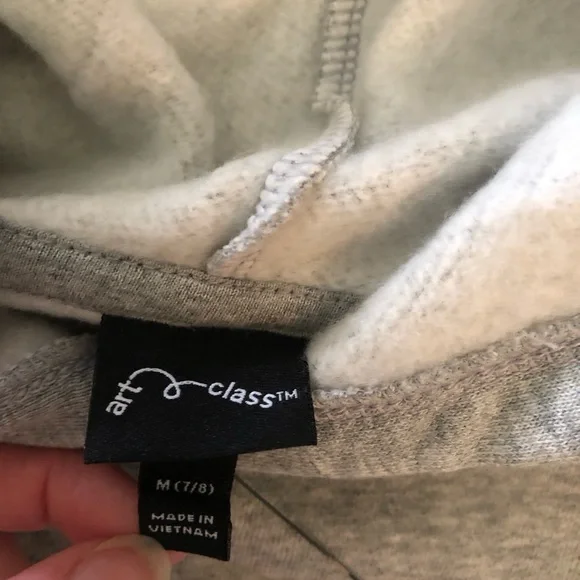 art class™
M (7/8)
MADE IN
VIETNAM